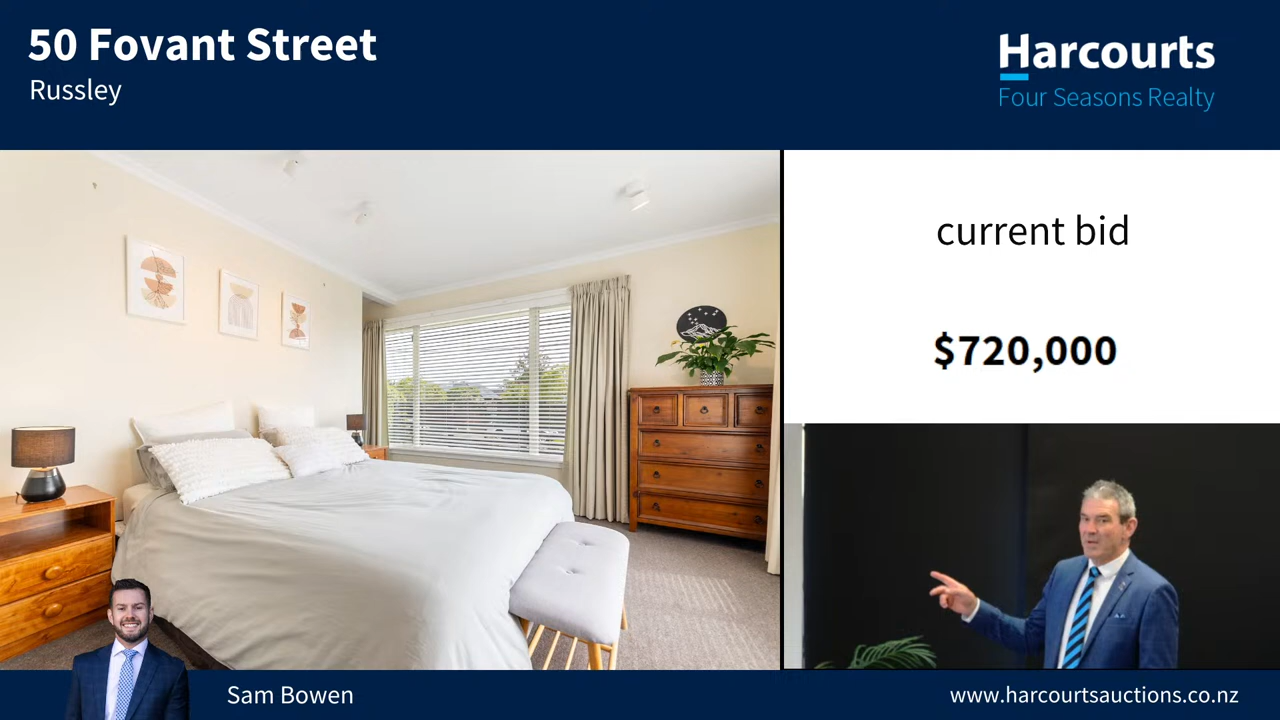 50 Fovant Street
Russley
Harcourts
Four Seasons Realty
current bid
$720,000
Sam Bowen
www.harcourtsauctions.co.nz